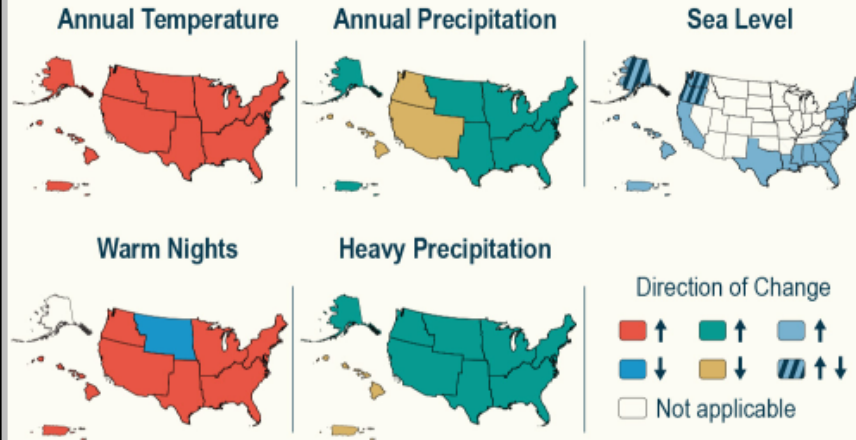 Annual Temperature
Annual Precipitation
Sea Level
Warm Nights
Heavy Precipitation
Direction of Change
↑ ↑ ↑
↓ ↓ ↑↓
Not applicable